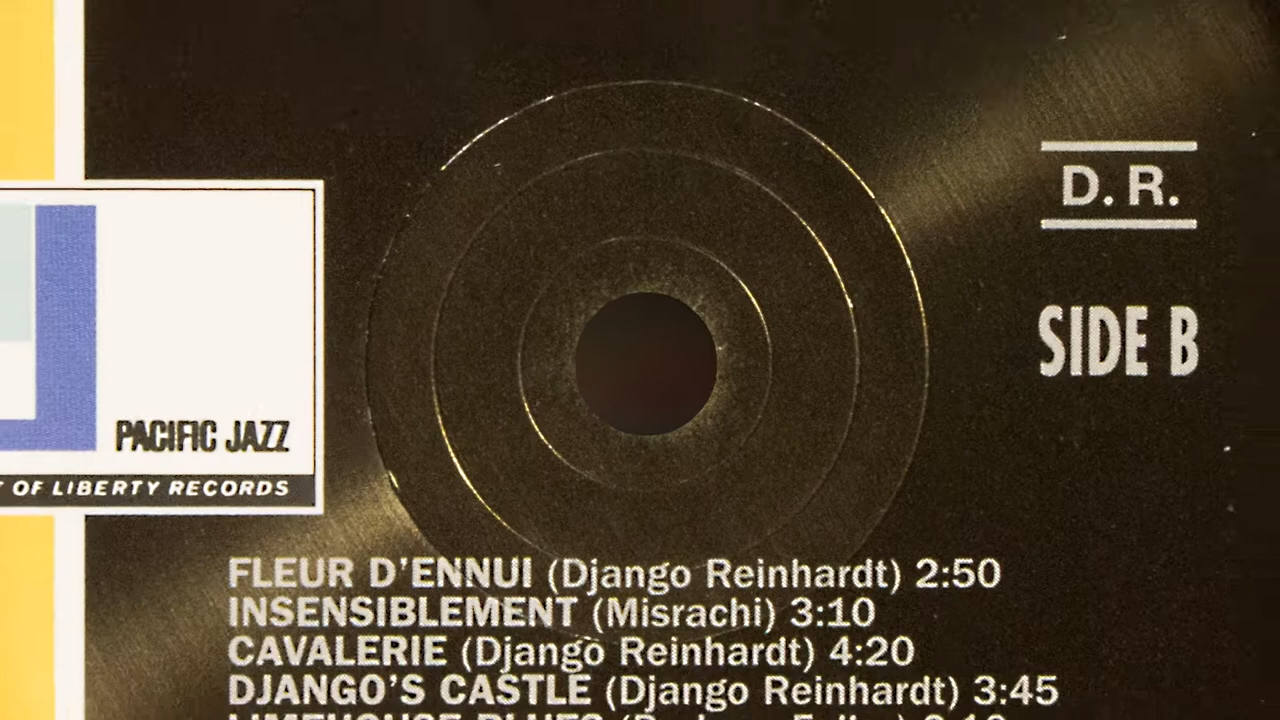 D. R.
SIDE B
PACIFIC JAZZ
OF LIBERTY RECORDS
FLEUR D'ENNUI (Django Reinhardt) 2:50
INSENSIBLEMENT (Misrachi) 3:10
CAVALERIE (Django Reinhardt) 4:20
DJANGO'S CASTLE (Django Reinhardt) 3:45